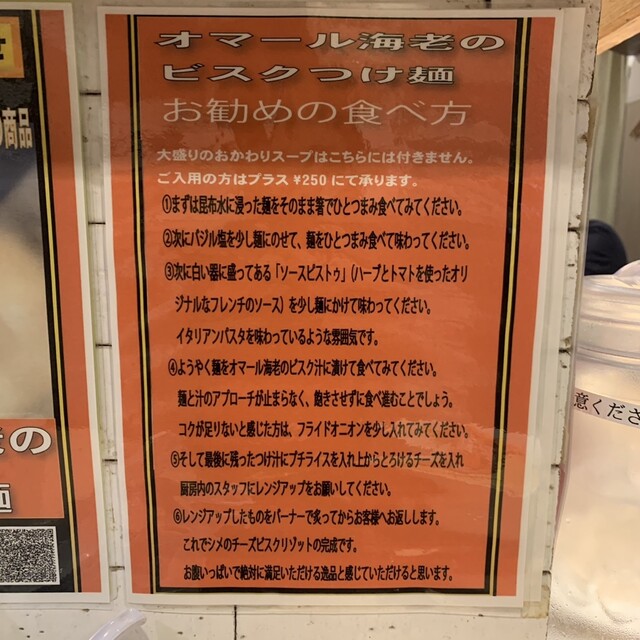 オマール海老の
ビスクつけ麺
お勧めの食べ方
大盛りのおかわりスープはこちらには付きません。
ご入用の方はプラス ¥250 にて承ります。
①まずは昆布水に浸った麺をそのまま箸でひとつまみ食べてみてください。
②次にバジル塩を少し麺にのせて、麺をひとつまみ食べて味わってください。
③次に白い器に盛ってある「ソースピストゥ」(ハーブとトマトを使ったオリ
ジナルなフレンチのソース) を少し麺にかけて味わってください。
イタリアンパスタを味わっているような雰囲気です。
④ようやく麺をオマール海老のビスク汁に漬けて食べてみてください。
麺と汁のアプローチが止まらなく、飽きさせずに食べ進むことでしょう。
コクが足りないと感じた方は、フライドオニオンを少し入れてみてください。
⑤そして最後に残ったつけ汁にプチライスを入れ上からとろけるチーズを入れ
厨房内のスタッフにレンジアップをお願いしてください。
⑥レンジアップしたものをバーナーで炙ってからお客様へお返しします。
これでシメのチーズビスクリゾットの完成です。
お腹いっぱいで絶対に満足いただける逸品と感じていただけると思います。
商品
の
麺
意くださ